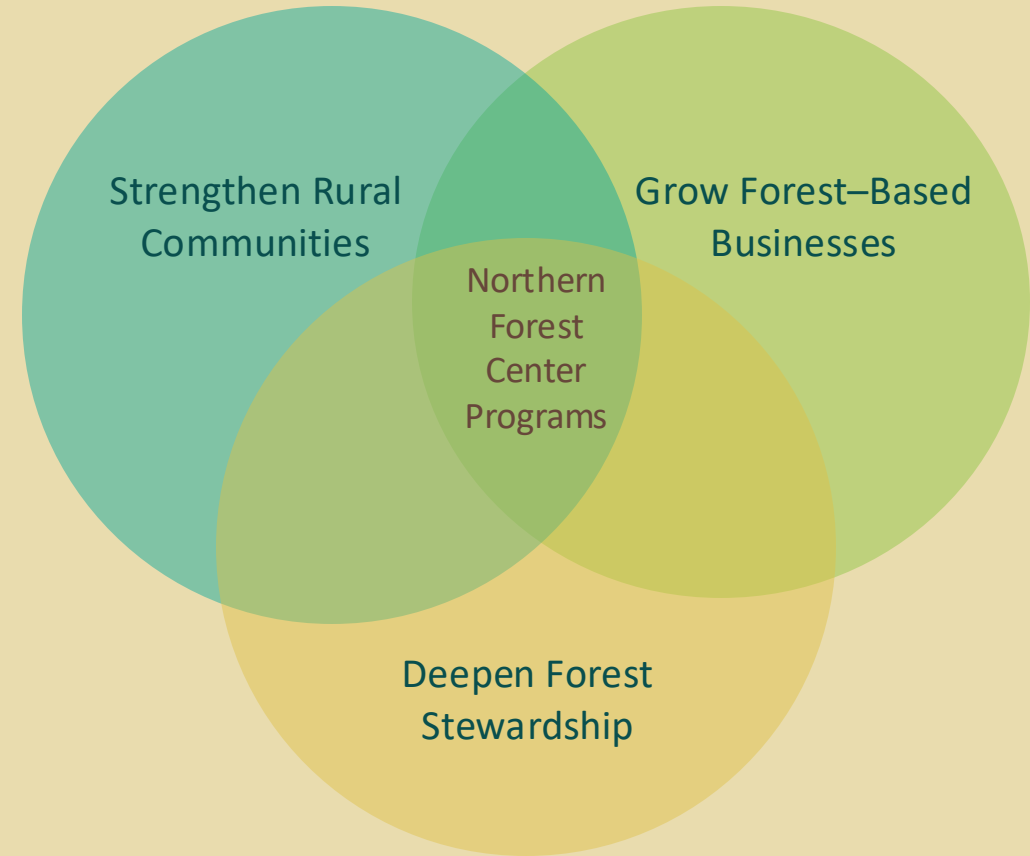 Strengthen Rural
Communities
Grow Forest–Based
Businesses
Northern
Forest
Center
Programs
Deepen Forest
Stewardship